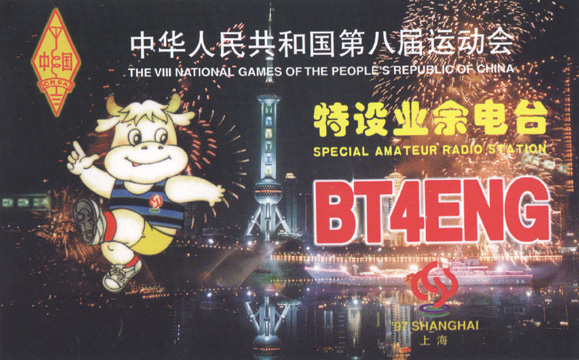 中国
CRSA
中华人民共和国第八届运动会
THE VIII NATIONAL GAMES OF THE PEOPLE'S REPUBLIC OF CHINA
特设业余电台
SPECIAL AMATEUR RADIO STATION
BT4ENG
'97 SHANGHAI
上海